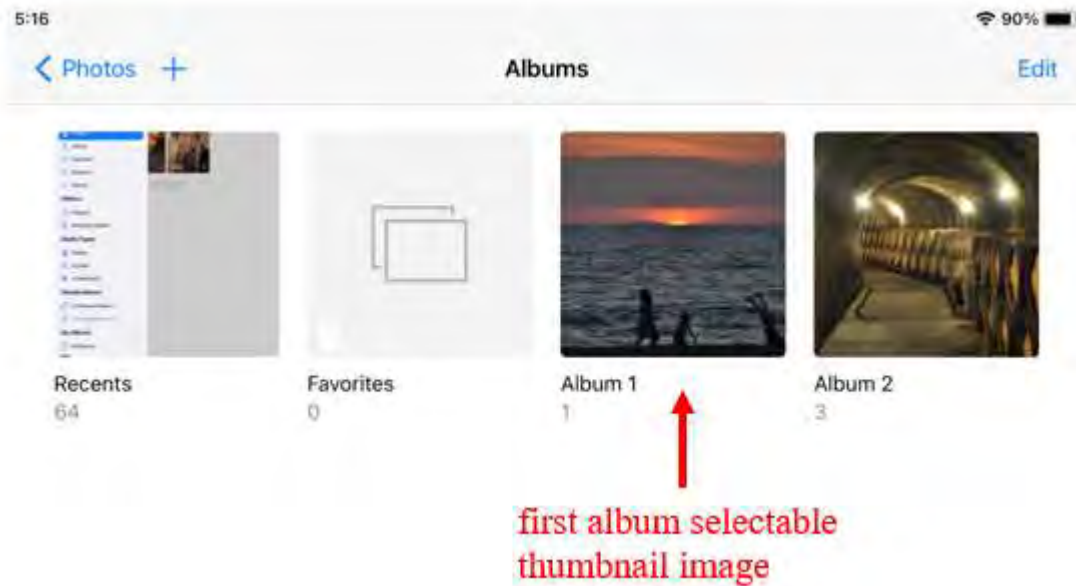 5:16
90%
Photos +
Albums
Edit
Recents
64
Favorites
0
Album 1
1
Album 2
3
first album selectable
thumbnail image